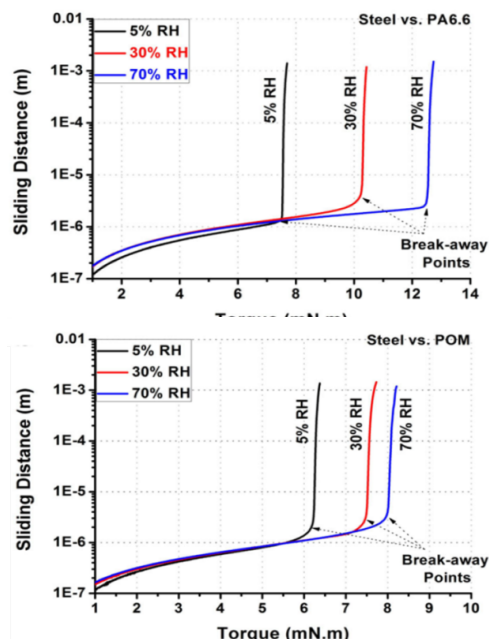 Steel vs. PA6.6
5% RH
30% RH
70% RH
0.01
1E-3
1E-4
1E-5
1E-6
1E-7
Sliding Distance (m)
5% RH
30% RH
70% RH
Break-away
Points
2 4 6 8 10 12 14
Torque (mN.m)
Steel vs. POM
5% RH
30% RH
70% RH
0.01
1E-3
1E-4
1E-5
1E-6
1E-7
Sliding Distance (m)
5% RH
30% RH
70% RH
Break-away
Points
1 2 3 4 5 6 7 8 9 10
Torque (mN.m)